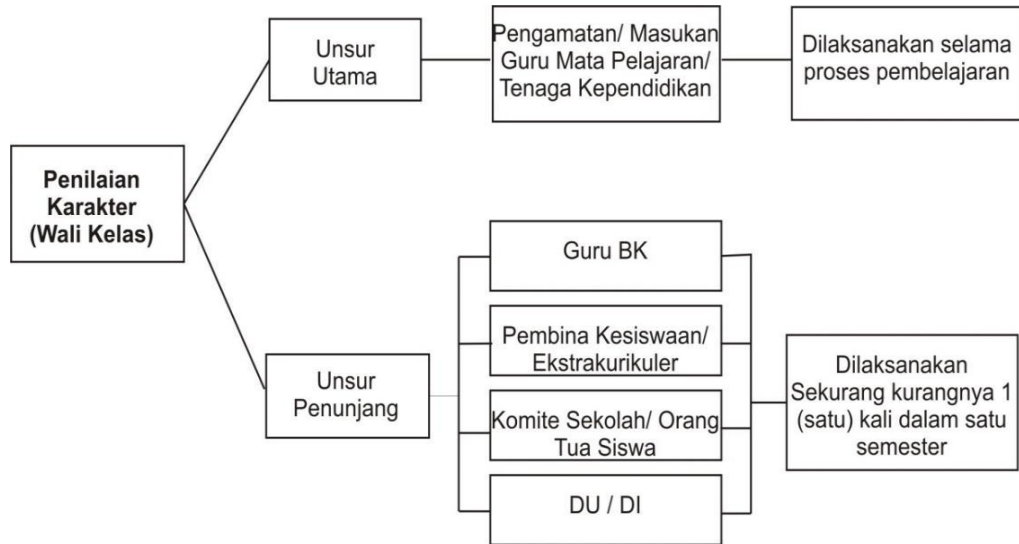 Penilaian
Karakter
(Wali Kelas)
Unsur
Utama
Pengamatan/ Masukan
Guru Mata Pelajaran/
Tenaga Kependidikan
Dilaksanakan selama
proses pembelajaran
Unsur
Penunjang
Guru BK
Pembina Kesiswaan/
Ekstrakurikuler
Komite Sekolah/ Orang
Tua Siswa
DU / DI
Dilaksanakan
Sekurang kurangnya 1
(satu) kali dalam satu
semester